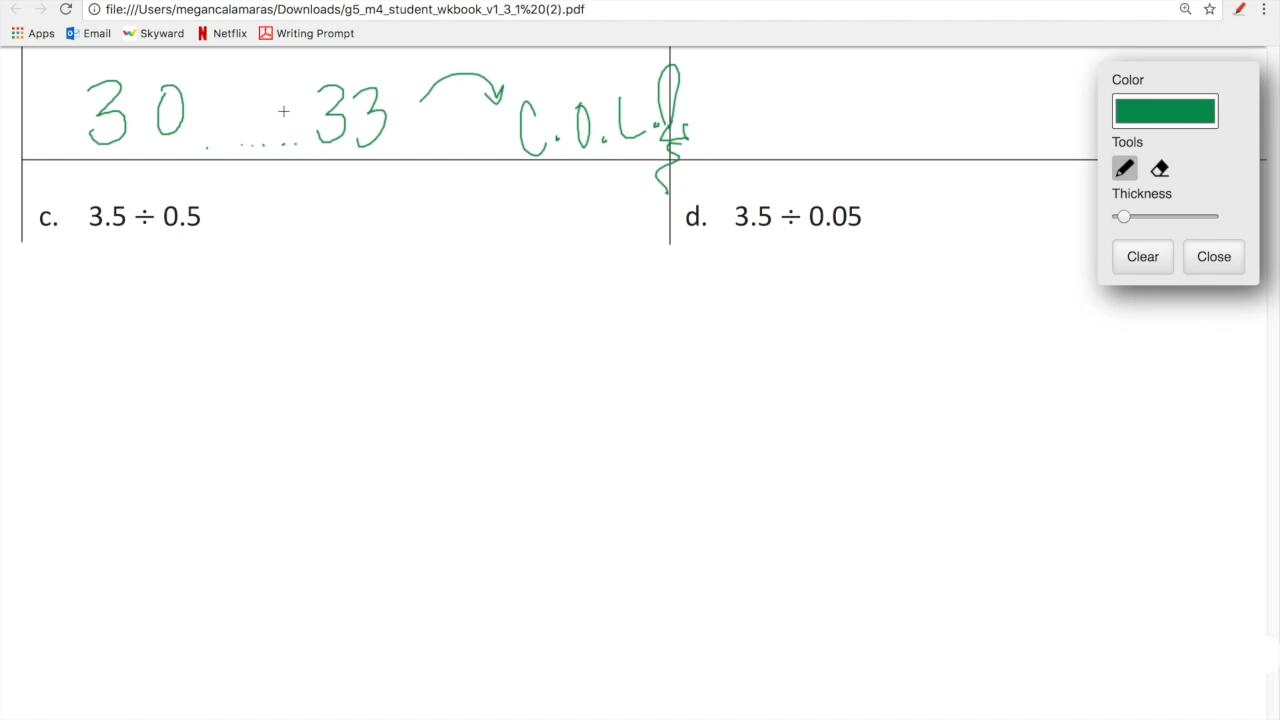 file:///Users/megancalamaras/Downloads/g5_m4_student_wkbook_v1_3_1%20(2).pdf
Apps Email Skyward Netflix Writing Prompt
30 ...... 33 C.O.L.
c. 3.5 ÷ 0.5
d. 3.5 ÷ 0.05
Color
Tools
Thickness
Clear Close